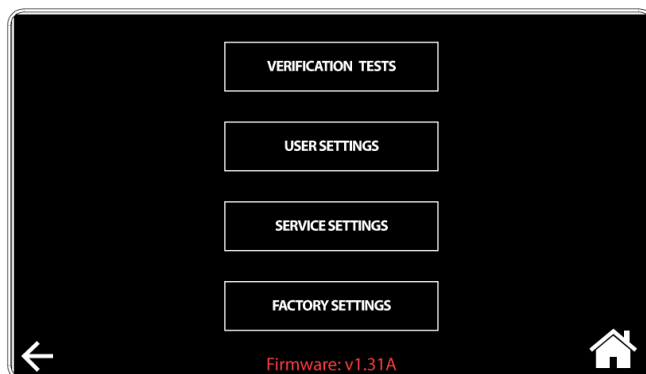 VERIFICATION TESTS
USER SETTINGS
SERVICE SETTINGS
FACTORY SETTINGS
Firmware: v1.31A